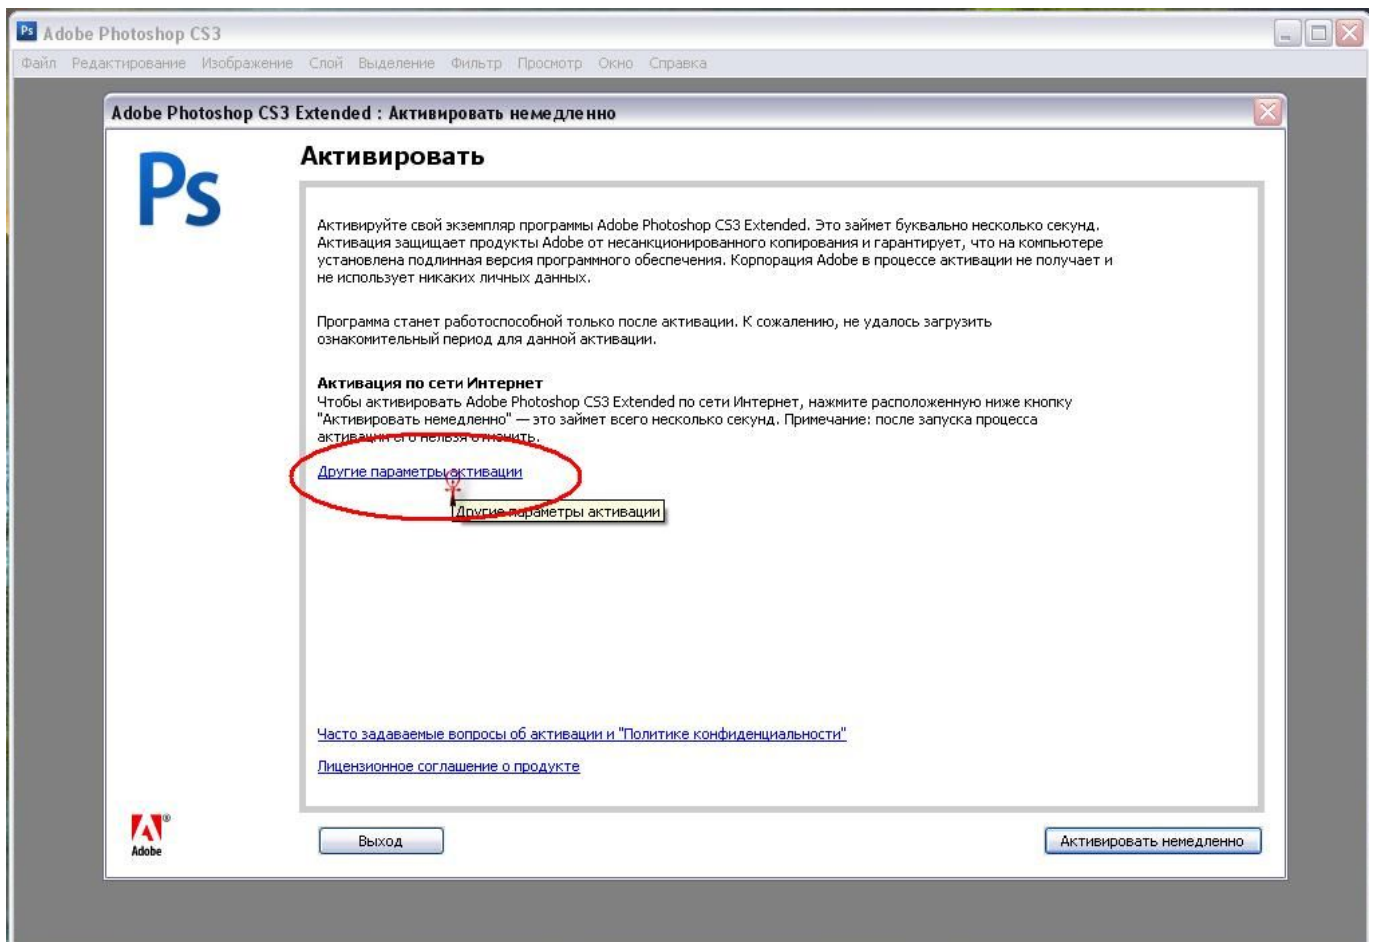 Ps Adobe Photoshop CS3
Файл Редактирование Изображение Слой Выделение Фильтр Просмотр Окно Справка
Adobe Photoshop CS3 Extended : Активировать немедленно
Ps
Активировать
Активируйте свой экземпляр программы Adobe Photoshop CS3 Extended. Это займет буквально несколько секунд.
Активация защищает продукты Adobe от несанкционированного копирования и гарантирует, что на компьютере
установлена подлинная версия программного обеспечения. Корпорация Adobe в процессе активации не получает и
не использует никаких личных данных.
Программа станет работоспособной только после активации. К сожалению, не удалось загрузить
ознакомительный период для данной активации.
Активация по сети Интернет
Чтобы активировать Adobe Photoshop CS3 Extended по сети Интернет, нажмите расположенную ниже кнопку
"Активировать немедленно" — это займет всего несколько секунд. Примечание: после запуска процесса
активации его нельзя отменить.
Другие параметры активации
Другие параметры активации
Часто задаваемые вопросы об активации и "Политике конфиденциальности"
Лицензионное соглашение о продукте
Adobe
Выход
Активировать немедленно